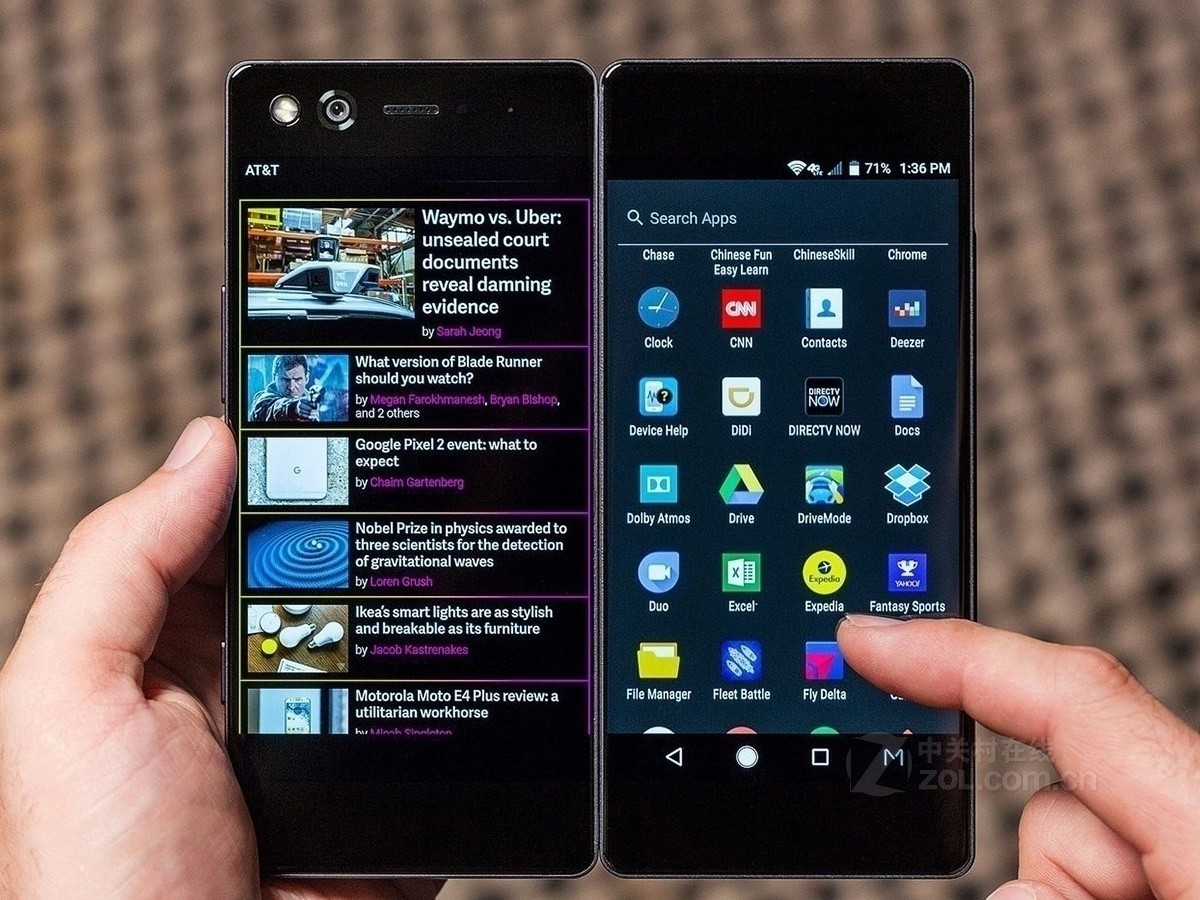 AT&T
Waymo vs. Uber:
unsealed court
documents
reveal damning
evidence
by Sarah Jeong
What version of Blade Runner
should you watch?
by Megan Farokhmanesh, Bryan Bishop,
and 2 others
Google Pixel 2 event: what to
expect
by Chaim Gartenberg
G
Nobel Prize in physics awarded to
three scientists for the detection
of gravitational waves
by Loren Grush
Ikea's smart lights are as stylish
and breakable as its furniture
by Jacob Kastrenakes
Motorola Moto E4 Plus review: a
utilitarian workhorse
by Micah Singleton
4G LTE 71% 1:36 PM
Search Apps
Chase Chinese Fun Easy Learn ChineseSkill Chrome
CNN
Clock CNN Contacts Deezer
DIRECTV NOW
Device Help DiDi DIRECTV NOW Docs
Dolby Atmos Drive DriveMode Dropbox
Expedia YAHOO!
Duo Excel Expedia Fantasy Sports
File Manager Fleet Battle Fly Delta
M
中关村在线
ZOL.com.cn